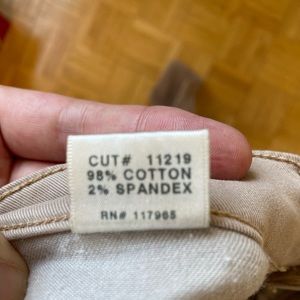 CUT# 11219
98% COTTON
2% SPANDEX
RN# 117965